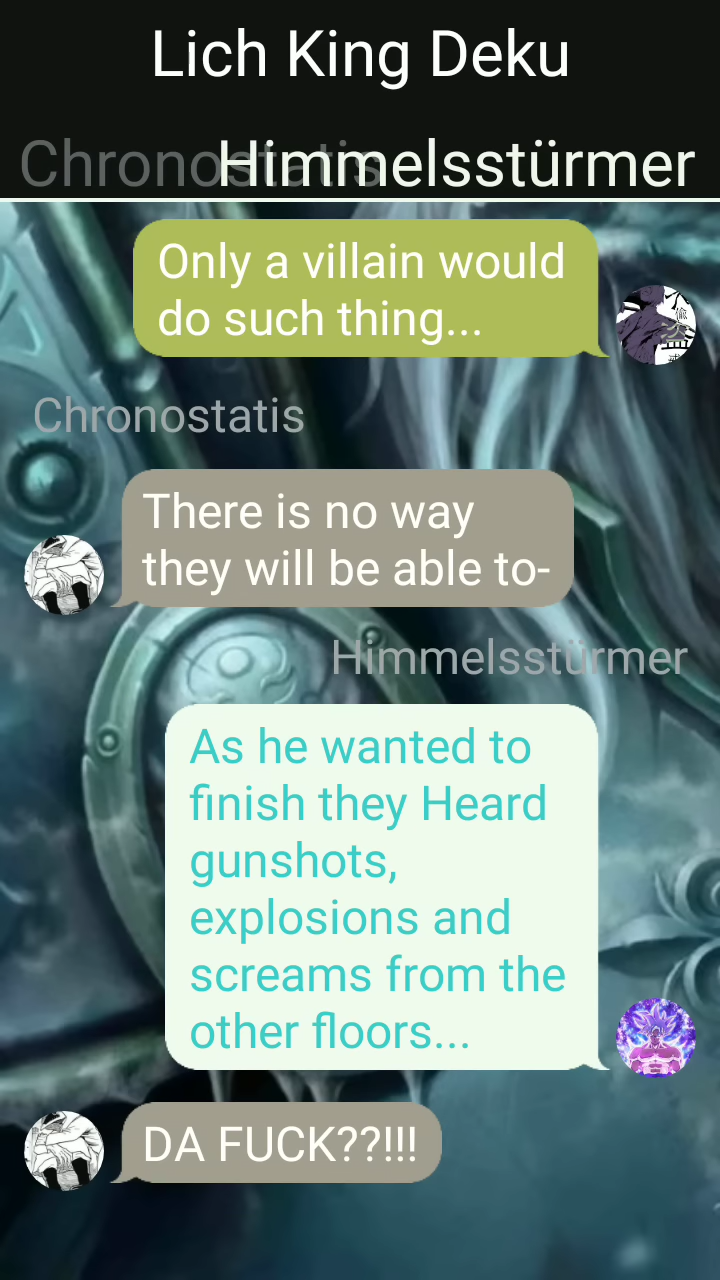 Lich King Deku
Chronostatis
Himmelsstürmer
Only a villain would
do such thing...
Chronostatis
There is no way
they will be able to-
Himmelsstürmer
As he wanted to
finish they Heard
gunshots,
explosions and
screams from the
other floors...
DA FUCK??!!!